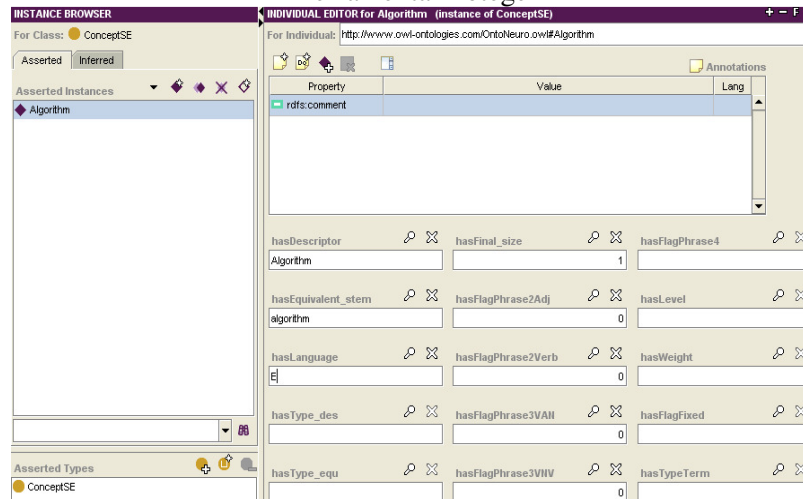 INSTANCE BROWSER
For Class: ConceptSE
Asserted Inferred
Asserted Instances
Algorithm
Asserted Types
ConceptSE
INDIVIDUAL EDITOR for Algorithm (instance of ConceptSE) + - F
For Individual: http://www.owl-ontologies.com/OntoNeuro.owl#Algorithm
Annotations
Property Value Lang
rdfs:comment
hasDescriptor hasFinal_size hasFlagPhrase4
Algorithm 1
hasEquivalent_stem hasFlagPhrase2Adj hasLevel
algorithm 0
hasLanguage hasFlagPhrase2Verb hasWeight
E 0
hasType_des hasFlagPhrase3VAN hasFlagFixed
0
hasType_equ hasFlagPhrase3VNV hasTypeTerm
0